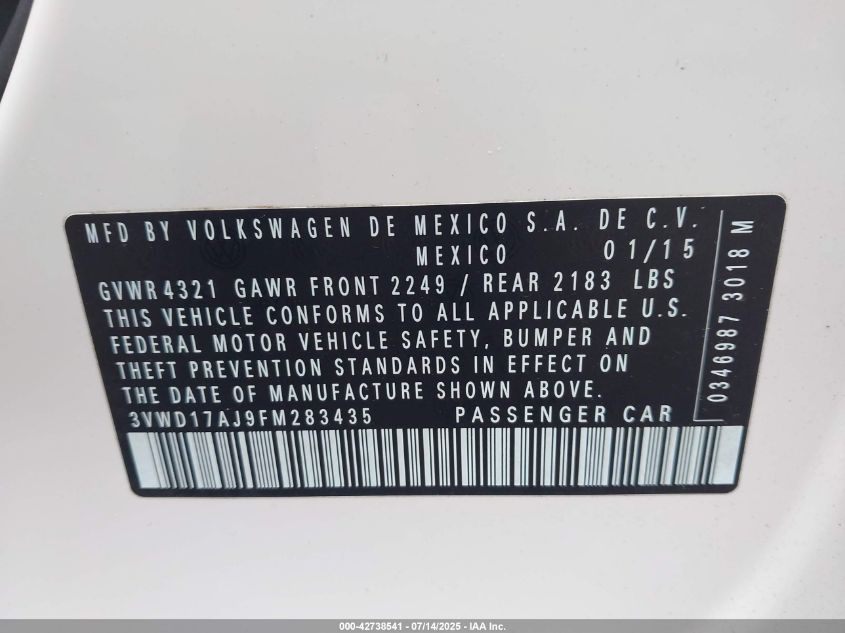 MFD BY VOLKSWAGEN DE MEXICO S.A. DE C.V.
MEXICO 01/15
GVWR 4321 GAWR FRONT 2249 / REAR 2183 LBS
THIS VEHICLE CONFORMS TO ALL APPLICABLE U.S.
FEDERAL MOTOR VEHICLE SAFETY, BUMPER AND
THEFT PREVENTION STANDARDS IN EFFECT ON
THE DATE OF MANUFACTURE SHOWN ABOVE.
3VWD17AJ9FM283435 PASSENGER CAR
0346987 3018 M
000-42738541 - 07/14/2025 - IAA Inc.